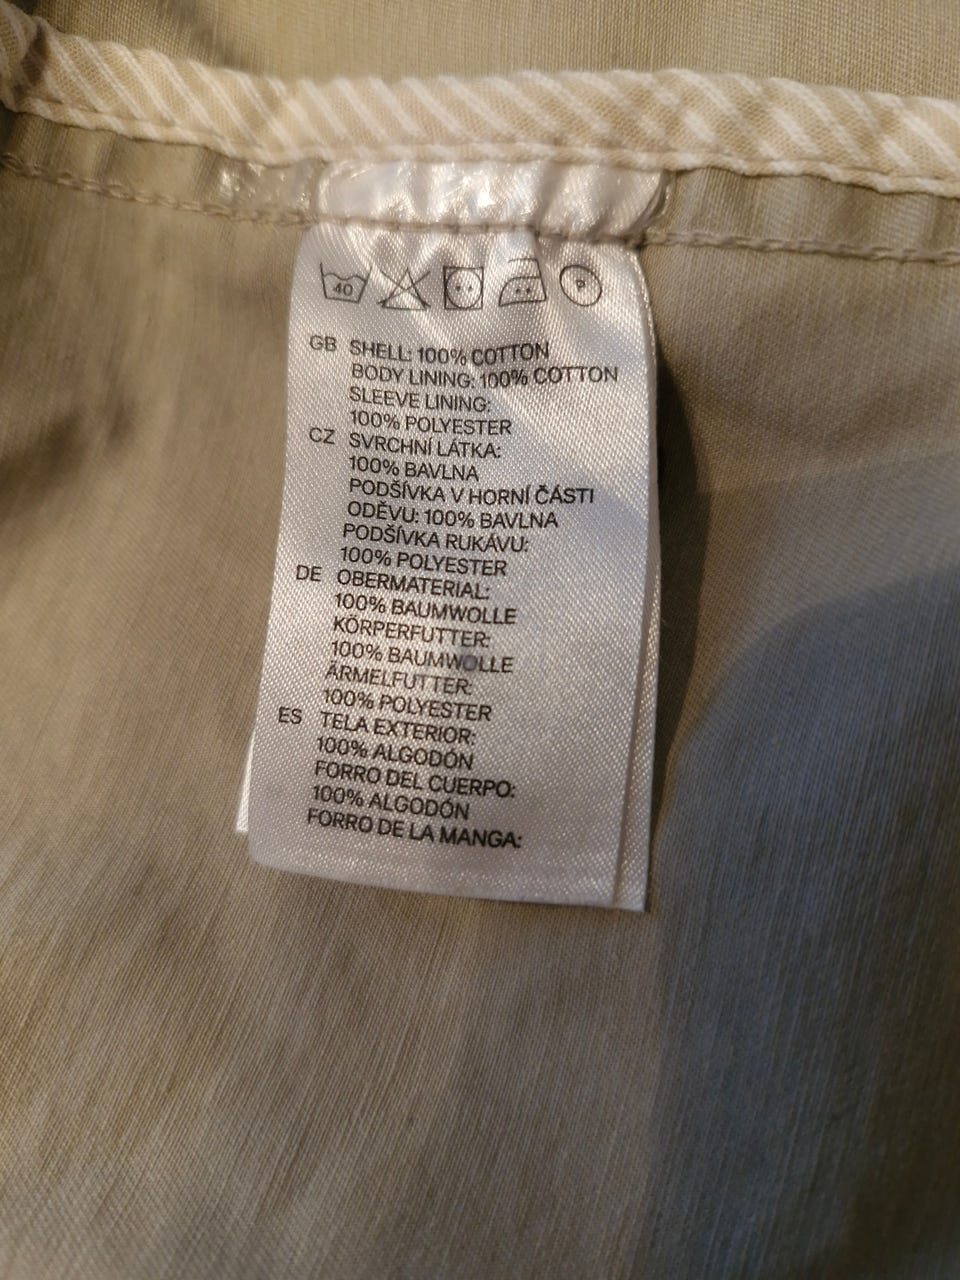 40 P
GB SHELL: 100% COTTON
BODY LINING: 100% COTTON
SLEEVE LINING:
100% POLYESTER
CZ SVRCHNÍ LÁTKA:
100% BAVLNA
PODŠÍVKA V HORNÍ ČÁSTI
ODĚVU: 100% BAVLNA
PODŠÍVKA RUKÁVU:
100% POLYESTER
DE OBERMATERIAL:
100% BAUMWOLLE
KÖRPERFUTTER:
100% BAUMWOLLE
ÄRMELFUTTER:
100% POLYESTER
ES TELA EXTERIOR:
100% ALGODÓN
FORRO DEL CUERPO:
100% ALGODÓN
FORRO DE LA MANGA: